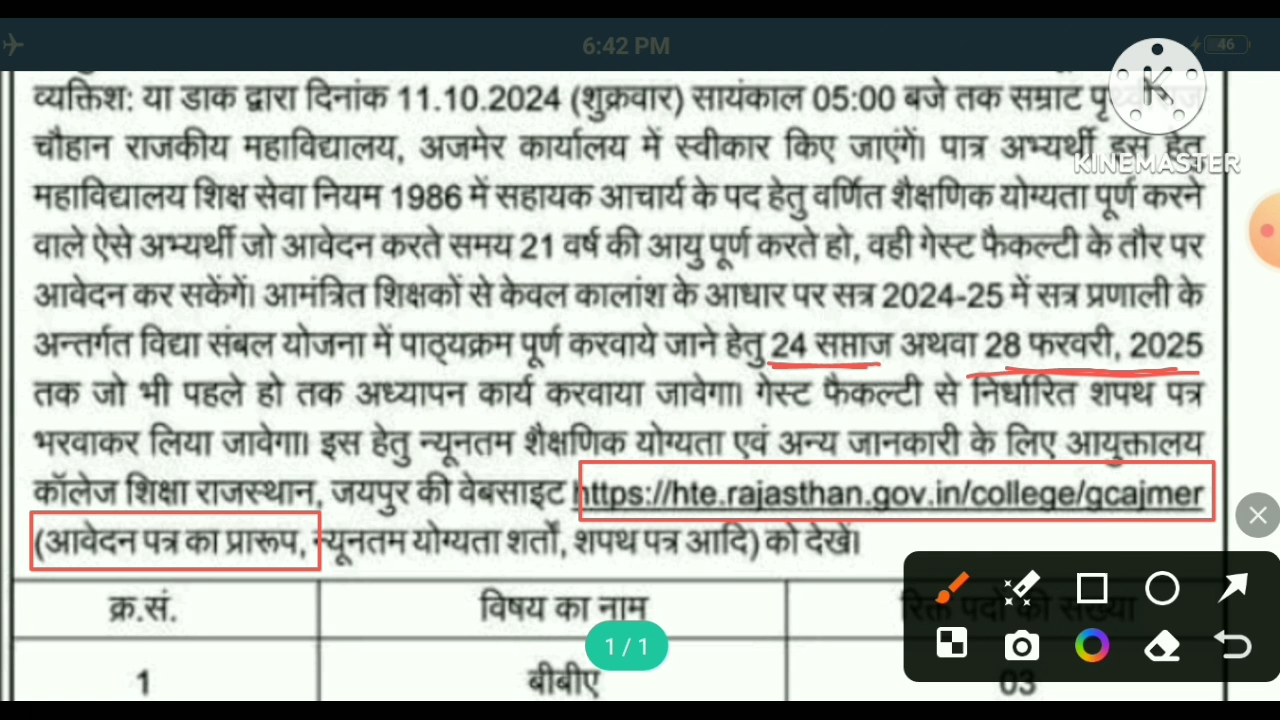 6:42 PM
46
व्यक्तिश: या डाक द्वारा दिनांक 11.10.2024 (शुक्रवार) सायंकाल 05:00 बजे तक सम्राट
चौहान राजकीय महाविद्यालय, अजमेर कार्यालय में स्वीकार किए जाएंगें। पात्र अभ्यर्थी इस हेतु
KINEMASTER
महाविद्यालय शिक्ष सेवा नियम 1986 में सहायक आचार्य के पद हेतु वर्णित शैक्षणिक योग्यता पूर्ण करने
वाले ऐसे अभ्यर्थी जो आवेदन करते समय 21 वर्ष की आयु पूर्ण करते हो, वही गेस्ट फैकल्टी के तौर पर
आवेदन कर सकेंगें। आमंत्रित शिक्षकों से केवल कालांश के आधार पर सत्र 2024-25 में सत्र प्रणाली के
अन्तर्गत विद्या संबल योजना में पाठ्यक्रम पूर्ण करवाये जाने हेतु 24 सप्ताज अथवा 28 फरवरी, 2025
तक जो भी पहले हो तक अध्यापन कार्य करवाया जावेगा। गेस्ट फैकल्टी से निर्धारित शपथ पत्र
भरवाकर लिया जावेगा। इस हेतु न्यूनतम शैक्षणिक योग्यता एवं अन्य जानकारी के लिए आयुक्तालय
कॉलेज शिक्षा राजस्थान, जयपुर की वेबसाइट https://hte.rajasthan.gov.in/college/gcajmer
(आवेदन पत्र का प्रारूप, न्यूनतम योग्यता शर्तों, शपथ पत्र आदि) को देखें।
क्र.सं. विषय का नाम रिक्त पदों की संख्या
1 / 1
1 बीबीए 03